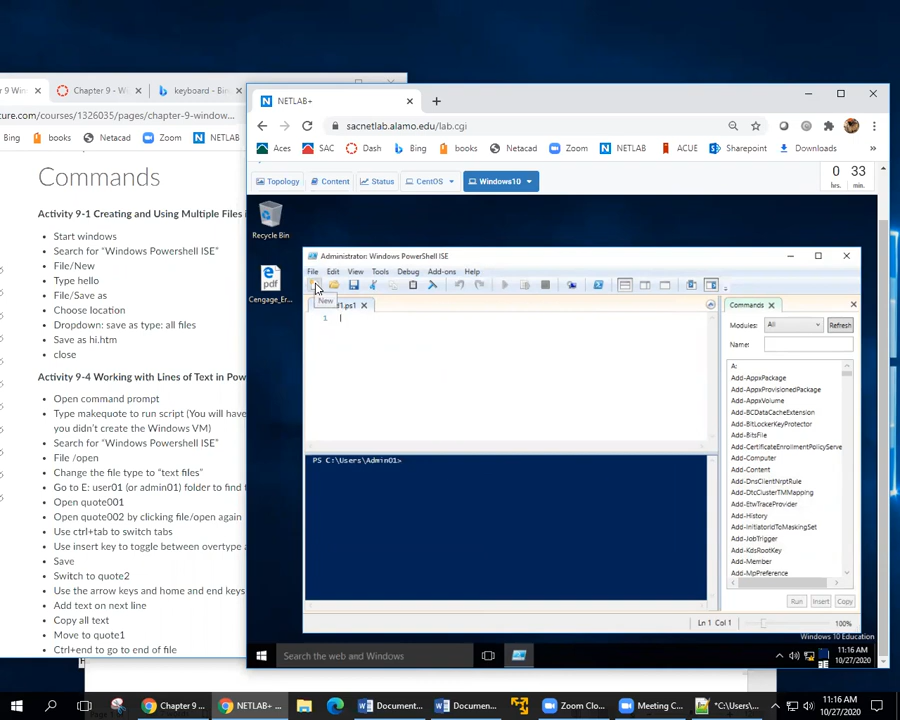 9 Win
Chapter 9 - W
keyboard - Bin
ure.com/courses/1326035/pages/chapter-9-window...
Bing
books
Netacad
Zoom
NETLAB
Commands
Activity 9-1 Creating and Using Multiple Files i
Start windows
Search for "Windows Powershell ISE"
File/New
Type hello
File/Save as
Choose location
Dropdown: save as type: all files
Save as hi.htm
close
Activity 9-4 Working with Lines of Text in Pow
Open command prompt
Type makequote to run script (You will have
you didn't create the Windows VM)
Search for "Windows PowerShell ISE"
File /open
Change the file type to "text files"
Go to E: user01 (or admin01) folder to find
Open quote001
Open quote002 by clicking file/open again
Use ctrl+tab to switch tabs
Use insert key to toggle between overtype a
Save
Switch to quote2
Use the arrow keys and home and end keys
Add text on next line
Copy all text
Move to quote1
Ctrl+end to go to end of file
NETLAB+
sacnetlab.alamo.edu/lab.cgi
Aces SAC Dash Bing books Netacad Zoom NETLAB ACUE Sharepoint Downloads
Topology Content Status CentOS Windows10
0 33
hrs. min.
Recycle Bin
e
pdf
Cengage_Er...
Administrator: Windows PowerShell ISE
File Edit View Tools Debug Add-ons Help
New
d1.ps1
1
PS C:\Users\Admin01>
Commands
Modules: All Refresh
Name:
A:
Add-AppxPackage
Add-AppxProvisionedPackage
Add-AppxVolume
Add-BCDataCacheExtension
Add-BitLockerKeyProtector
Add-BitsFile
Add-CertificateEnrollmentPolicyServe
Add-Computer
Add-Content
Add-DnsClientNrptRule
Add-DtcClusterTMMapping
Add-EtwTraceProvider
Add-History
Add-InitiatorIdToMaskingSet
Add-JobTrigger
Add-KdsRootKey
Add-Member
Add-MpPreference
Run Insert Copy
Ln 1 Col 1 100%
Windows 10 Education
Search the web and Windows
11:16 AM
10/27/2020
Chapter 9 ...
NETLAB+ ...
Document...
Document...
Zoom Clo...
Meeting C...
*C:\Users\...
11:16 AM
10/27/2020